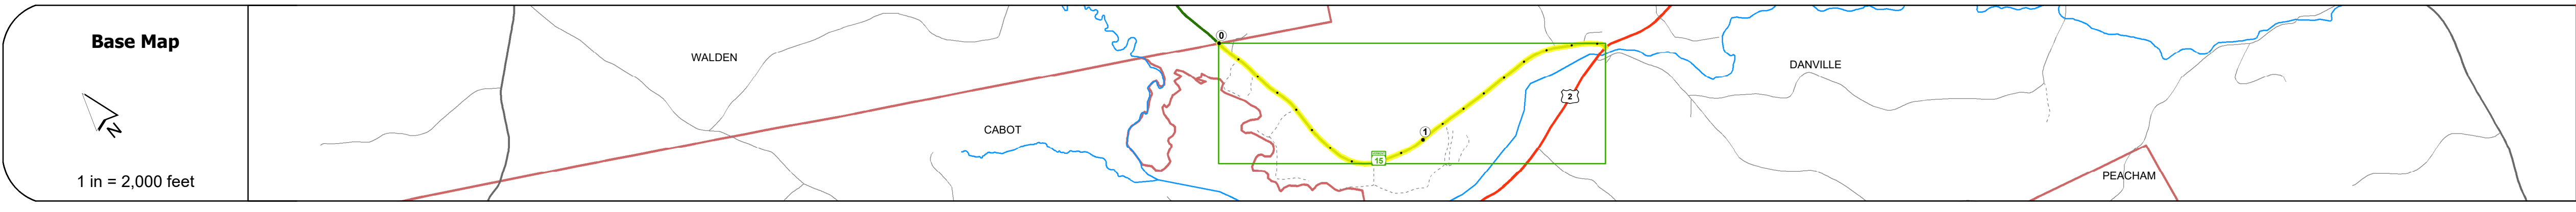 Base Map
N
1 in = 2,000 feet
WALDEN
CABOT
0
1
15
2
DANVILLE
PEACHAM